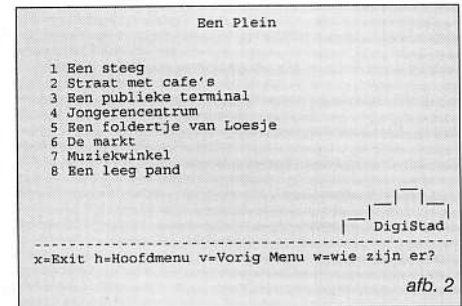 Een Plein
1 Een steeg
2 Straat met cafe's
3 Een publieke terminal
4 Jongerencentrum
5 Een foldertje van Loesje
6 De markt
7 Muziekwinkel
8 Een leeg pand
DigiStad
x=Exit h=Hoofdmenu v=Vorig Menu w=wie zijn er?
afb. 2